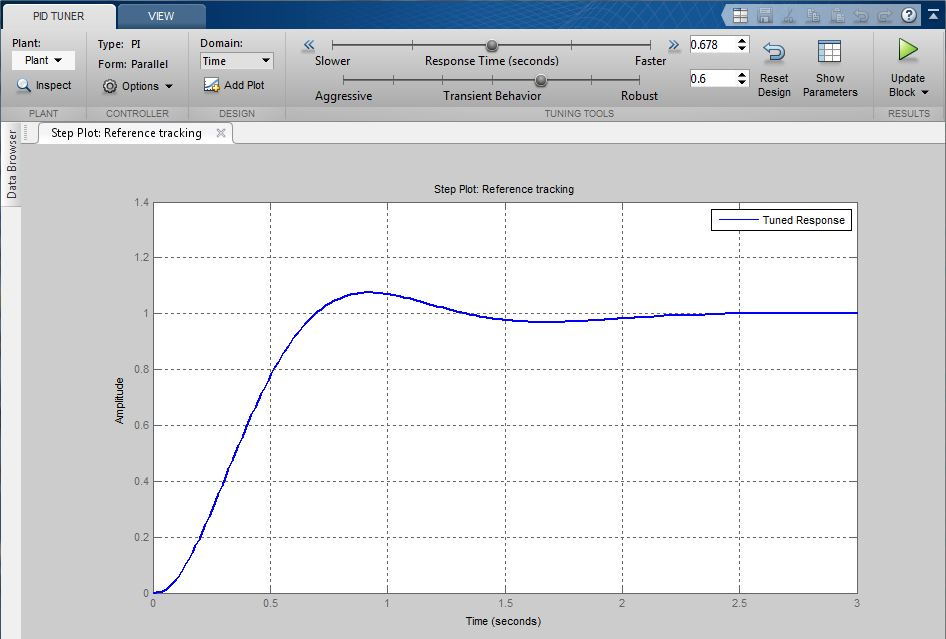 PID TUNER
VIEW
Plant:
Plant
Inspect
PLANT
Type: PI
Form: Parallel
Options
CONTROLLER
Domain:
Time
Add Plot
DESIGN
Slower
Response Time (seconds)
Faster
0.678
Aggressive
Transient Behavior
Robust
0.6
Reset
Design
Show
Parameters
TUNING TOOLS
Update
Block
RESULTS
Data Browser
Step Plot: Reference tracking
Step Plot: Reference tracking
Tuned Response
Amplitude
1.4
1.2
1
0.8
0.6
0.4
0.2
0
0 0.5 1 1.5 2 2.5 3
Time (seconds)